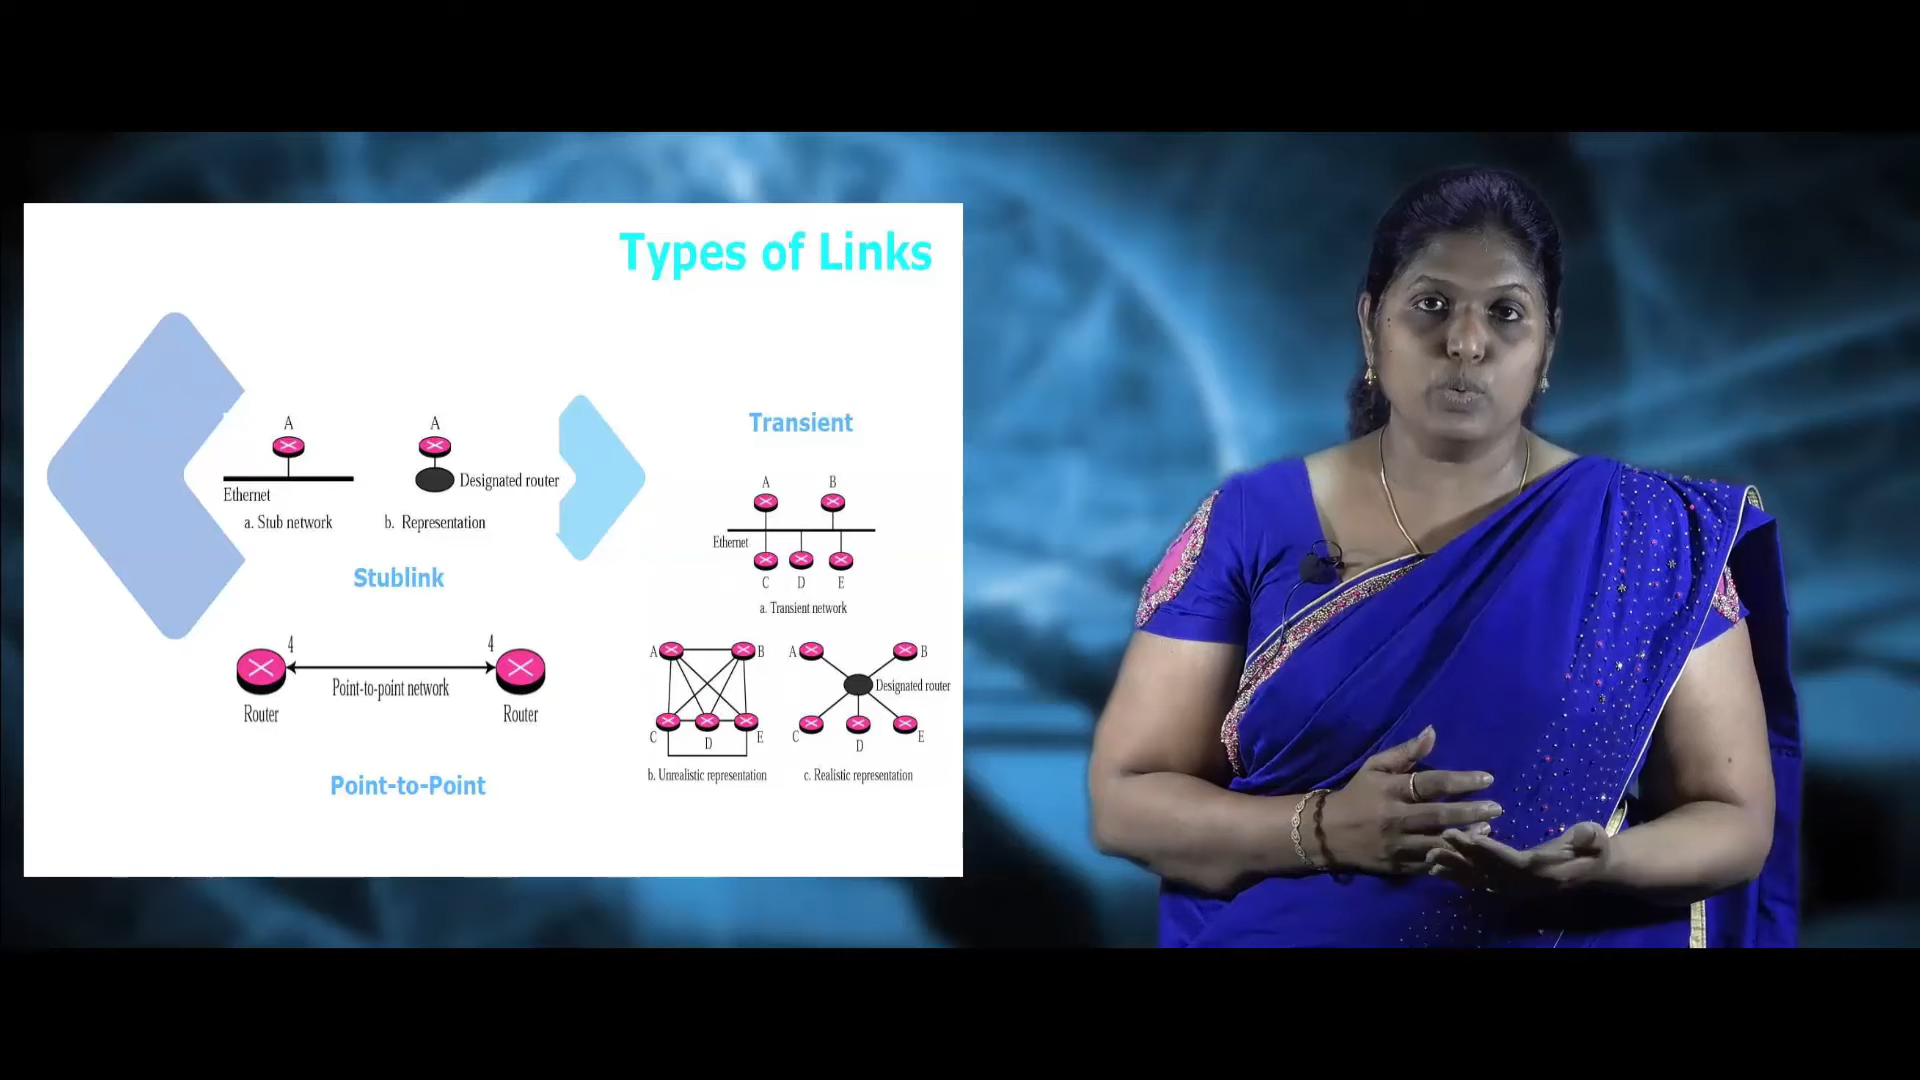 Types of Links
A
A
Ethernet
Designated router
a. Stub network
b. Representation
Stublink
4
4
Point-to-point network
Router
Router
Point-to-Point
Transient
A
B
Ethernet
C
D
E
a. Transient network
A
B
C
D
E
b. Unrealistic representation
A
B
Designated router
C
D
E
c. Realistic representation